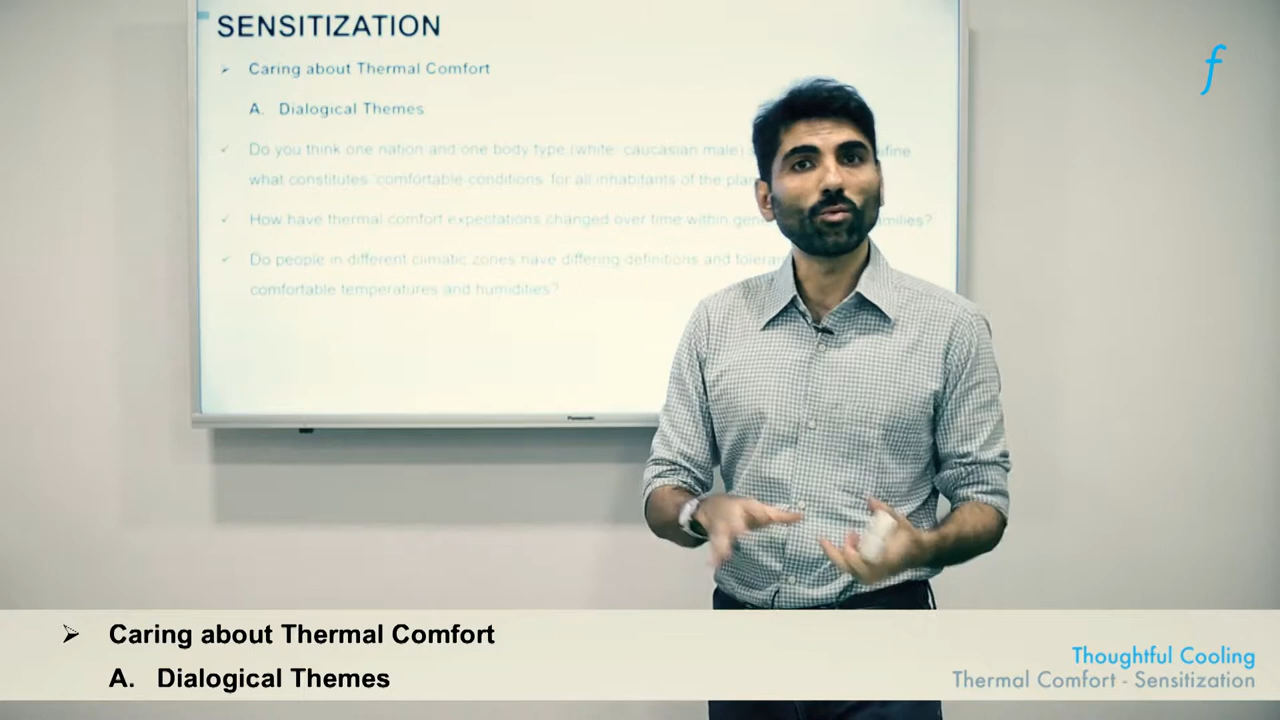 SENSITIZATION
f
➢ Caring about Thermal Comfort
A. Dialogical Themes
✓ Do you think one nation and one body type (white caucasian male)
what constitutes comfortable conditions for all inhabitants of the
✓ How have thermal comfort expectations changed over time within
✓ Do people in different climatic zones have differing definitions and
comfortable temperatures and humidities?
Panasonic
➢ Caring about Thermal Comfort
A. Dialogical Themes
Thoughtful Cooling
Thermal Comfort - Sensitization